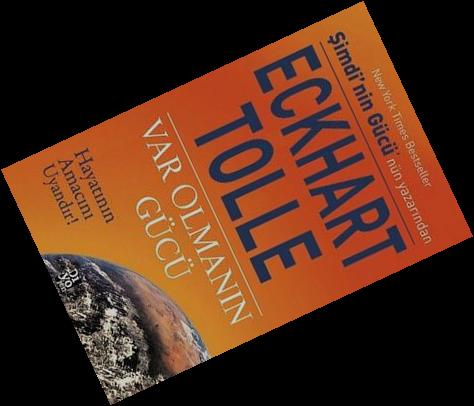 New York Times Bestseller
Şimdi'nin Gücü'nün yazarından
ECKHART
TOLLE
VAR OLMANIN
GÜCÜ
Hayatının
Amacını
Uyandır!